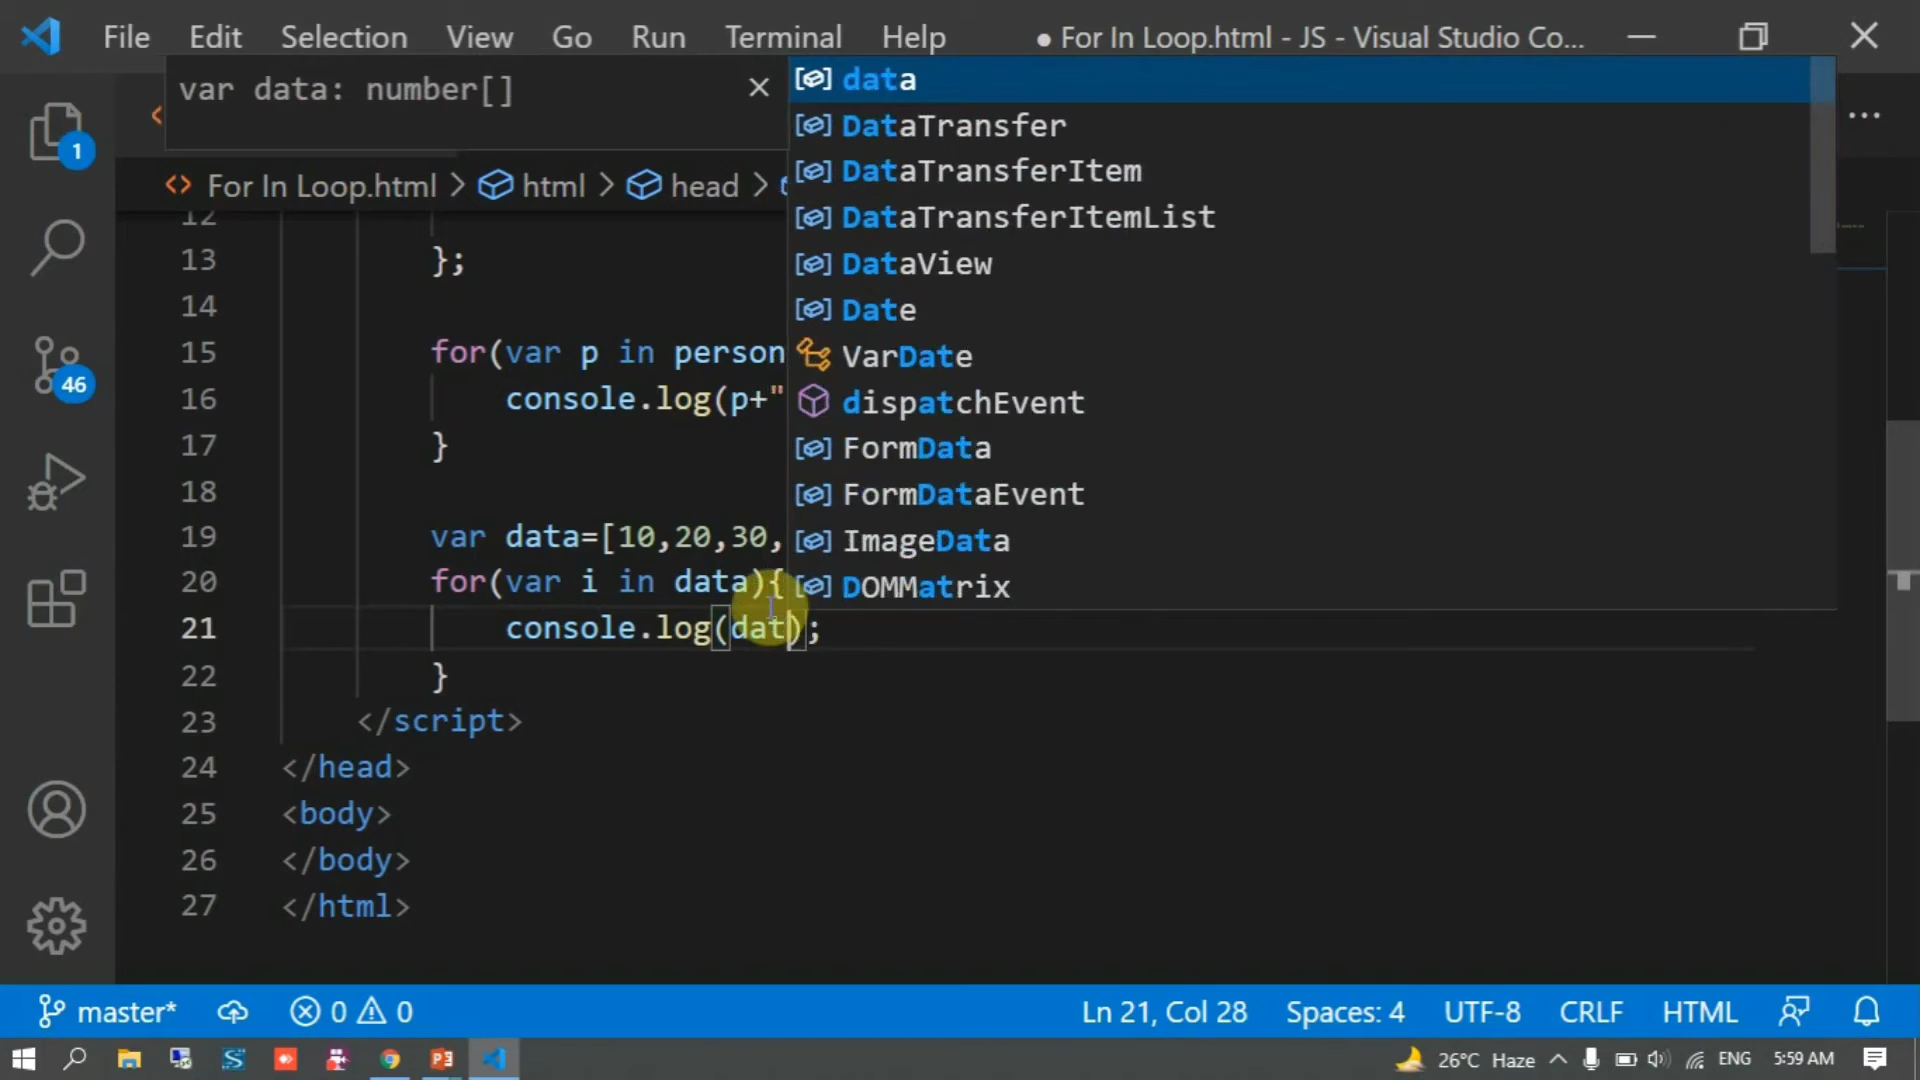 File Edit Selection View Go Run Terminal Help ● For In Loop.html - JS - Visual Studio Co...
var data: number[]
data
DataTransfer
DataTransferItem
DataTransferItemList
DataView
Date
VarDate
dispatchEvent
FormData
FormDataEvent
ImageData
DOMMatrix
1
46
For In Loop.html > html > head >
12
13 };
14
15 for(var p in person
16 console.log(p+"
17 }
18
19 var data=[10,20,30,
20 for(var i in data){
21 console.log(dat);
22 }
23 </script>
24 </head>
25 <body>
26 </body>
27 </html>
master* 0 0 Ln 21, Col 28 Spaces: 4 UTF-8 CRLF HTML
26°C Haze ENG 5:59 AM